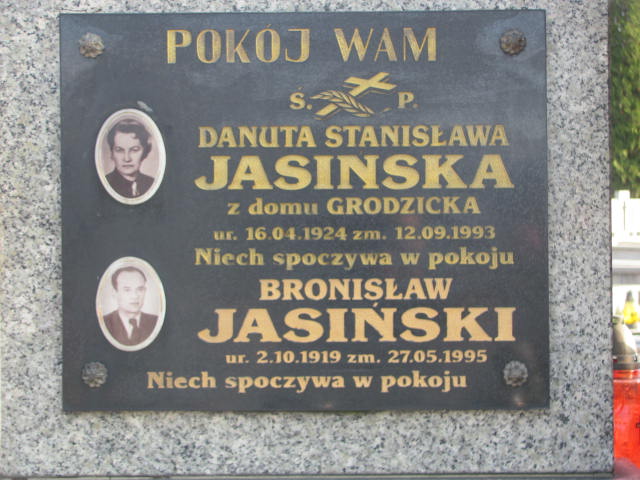 POKÓJ WAM
Ś. P.
DANUTA STANISŁAWA
JASIŃSKA
z domu GRODZICKA
ur. 16.04.1924 zm. 12.09.1993
Niech spoczywa w pokoju
BRONISŁAW
JASIŃSKI
ur. 2.10.1919 zm. 27.05.1995
Niech spoczywa w pokoju